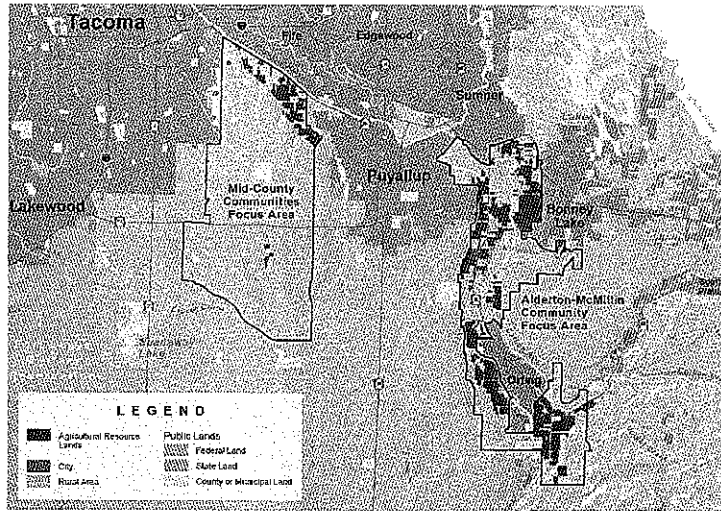 Tacoma
Fife
Edgewood
Sumner
Puyallup
Mid-County
Communities
Focus Area
Lakewood
Bonney
Lake
Alderton-McMillin
Community
Focus Area
Orting
LEGEND
Agricultural Resource
Lands
City
Rural Area
Public Lands
Federal Land
State Land
County or Municipal Land